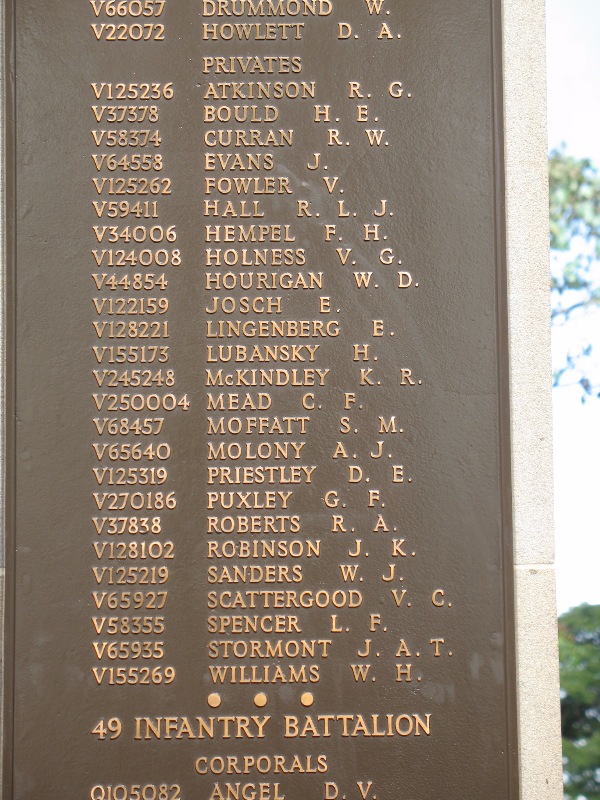 V66057 DRUMMOND W.
V22072 HOWLETT D. A.
PRIVATES
V125236 ATKINSON R. G.
V37378 BOULD H. E.
V58374 CURRAN R. W.
V64558 EVANS J.
V125262 FOWLER V.
V59411 HALL R. L. J.
V34006 HEMPEL F. H.
V124008 HOLNESS V. G.
V44854 HOURIGAN W. D.
V122159 JOSCH E.
V128221 LINGENBERG E.
V155173 LUBANSKY H.
V245248 McKINDLEY K. R.
V250004 MEAD C. F.
V68457 MOFFATT S. M.
V65640 MOLONY A. J.
V125319 PRIESTLEY D. E.
V270186 PUXLEY G. F.
V37838 ROBERTS R. A.
V128102 ROBINSON J. K.
V125219 SANDERS W. J.
V65927 SCATTERGOOD V. C.
V58355 SPENCER L. F.
V65935 STORMONT J. A. T.
V155269 WILLIAMS W. H.
49 INFANTRY BATTALION
CORPORALS
Q105082 ANGEL D. V.